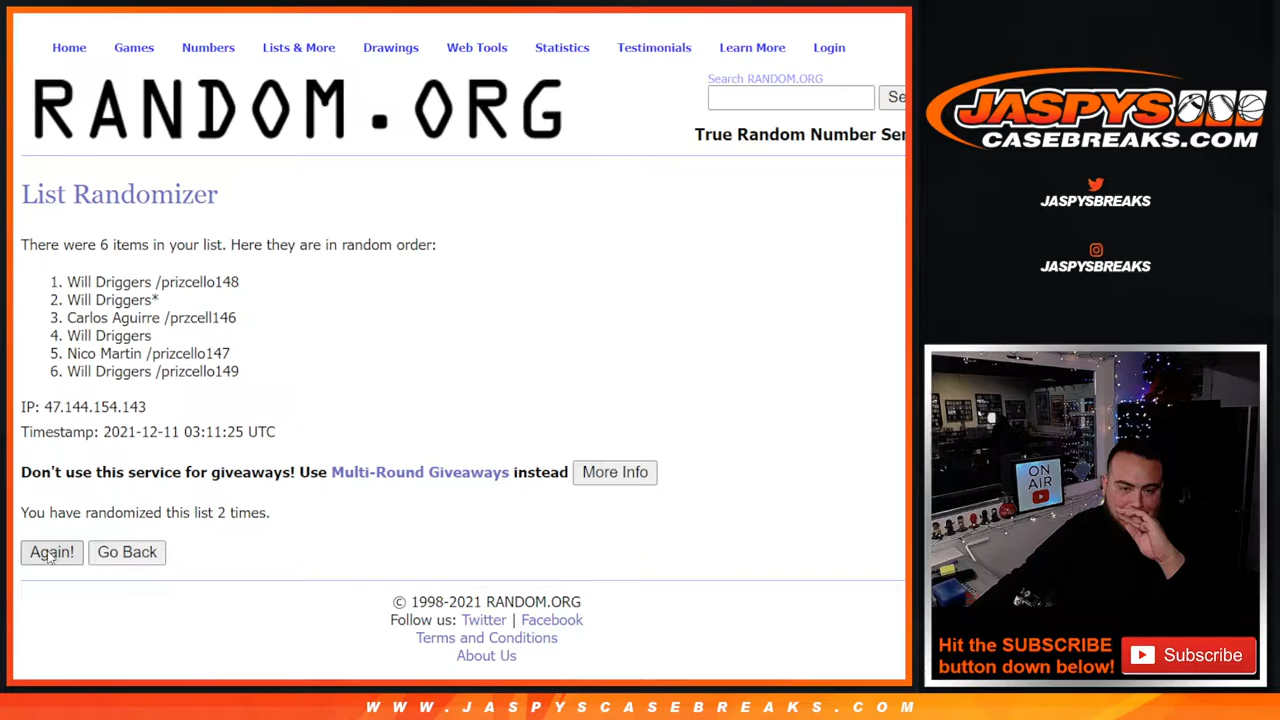 Home Games Numbers Lists & More Drawings Web Tools Statistics Testimonials Learn More Login
RANDOM.ORG
Search RANDOM.ORG
Se
True Random Number Ser
List Randomizer
There were 6 items in your list. Here they are in random order:
1. Will Driggers /prizcello148
2. Will Driggers*
3. Carlos Aguirre /przcell146
4. Will Driggers
5. Nico Martin /prizcello147
6. Will Driggers /prizcello149
IP: 47.144.154.143
Timestamp: 2021-12-11 03:11:25 UTC
Don't use this service for giveaways! Use Multi-Round Giveaways instead More Info
You have randomized this list 2 times.
Again! Go Back
© 1998-2021 RANDOM.ORG
Follow us: Twitter | Facebook
Terms and Conditions
About Us
JASPYS
CASEBREAKS.COM
JASPYSBREAKS
JASPYSBREAKS
ON
AIR
Hit the SUBSCRIBE
button down below!
Subscribe
WWW.JASPYSCASEBREAKS.COM